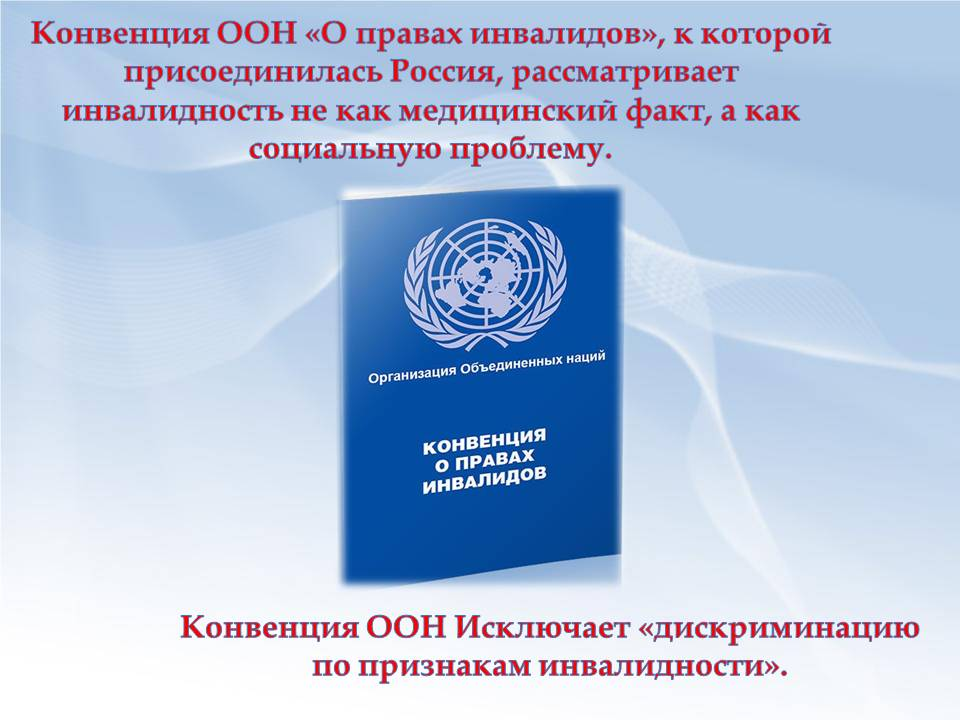 Конвенция ООН «О правах инвалидов», к которой
присоединилась Россия, рассматривает
инвалидность не как медицинский факт, а как
социальную проблему.
Организация Объединенных наций
КОНВЕНЦИЯ
О ПРАВАХ
ИНВАЛИДОВ
Конвенция ООН Исключает «дискриминацию
по признакам инвалидности».